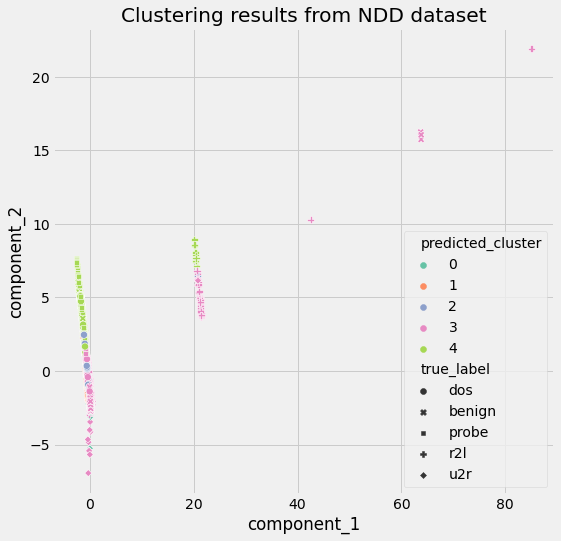 Clustering results from NDD dataset
component_2
20
15
10
5
0
−5
0
20
40
60
80
component_1
predicted_cluster
0
1
2
3
4
true_label
dos
benign
probe
r2l
u2r